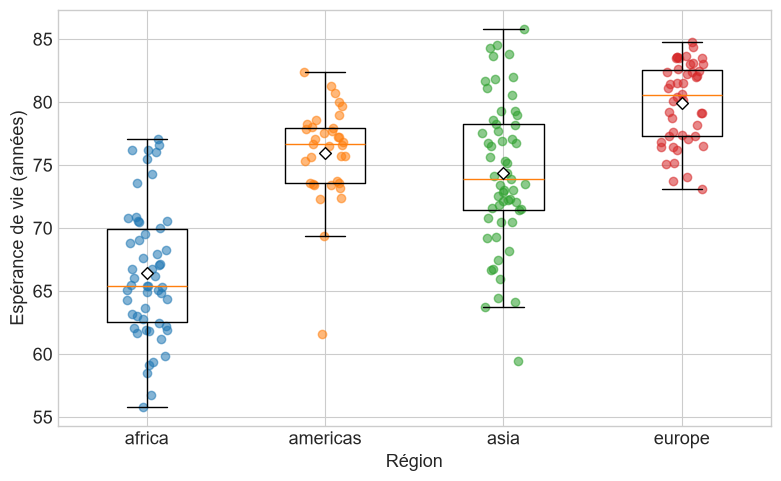 85
80
75
70
65
60
55
Espérance de vie (années)
africa
americas
asia
europe
Région